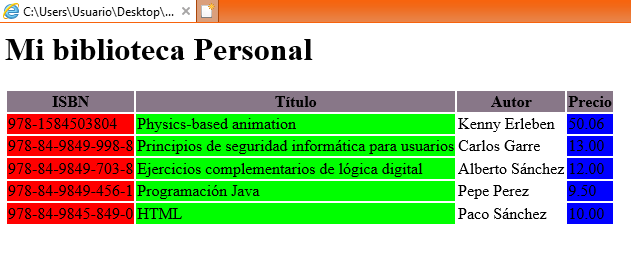 C:\Users\Usuario\Desktop\...
Mi biblioteca Personal
ISBN Título Autor Precio
978-1584503804 Physics-based animation Kenny Erleben 50.06
978-84-9849-998-8 Principios de seguridad informática para usuarios Carlos Garre 13.00
978-84-9849-703-8 Ejercicios complementarios de lógica digital Alberto Sánchez 12.00
978-84-9849-456-1 Programación Java Pepe Perez 9.50
978-84-9845-849-0 HTML Paco Sánchez 10.00